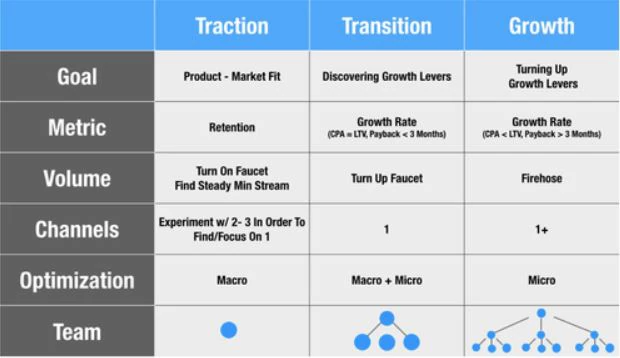 Traction Transition Growth
Goal
Product - Market Fit
Discovering Growth Levers
Turning Up
Growth Levers
Metric
Retention
Growth Rate
(CPA = LTV, Payback < 3 Months)
Growth Rate
(CPA < LTV, Payback > 3 Months)
Volume
Turn On Faucet
Find Steady Min Stream
Turn Up Faucet
Firehose
Channels
Experiment w/ 2- 3 In Order To
Find/Focus On 1
1
1+
Optimization
Macro
Macro + Micro
Micro
Team